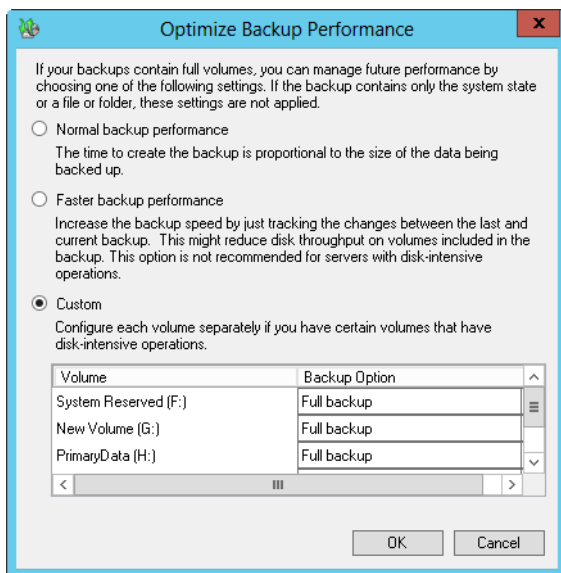 Optimize Backup Performance
x
If your backups contain full volumes, you can manage future performance by
choosing one of the following settings. If the backup contains only the system state
or a file or folder, these settings are not applied.
Normal backup performance
The time to create the backup is proportional to the size of the data being
backed up.
Faster backup performance
Increase the backup speed by just tracking the changes between the last and
current backup.  This might reduce disk throughput on volumes included in the
backup. This option is not recommended for servers with disk-intensive
operations.
Custom
Configure each volume separately if you have certain volumes that have
disk-intensive operations.
Volume Backup Option
System Reserved (F:) Full backup
New Volume (G:) Full backup
PrimaryData (H:) Full backup
OK Cancel